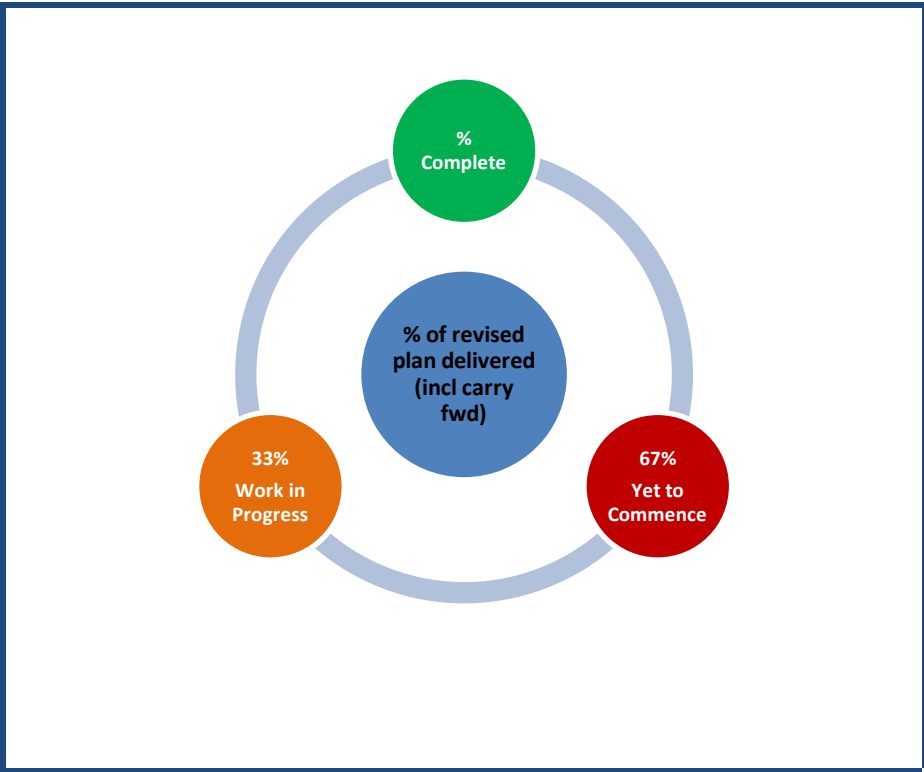 %
Complete
% of revised
plan delivered
(incl carry
fwd)
33%
Work in
Progress
67%
Yet to
Commence